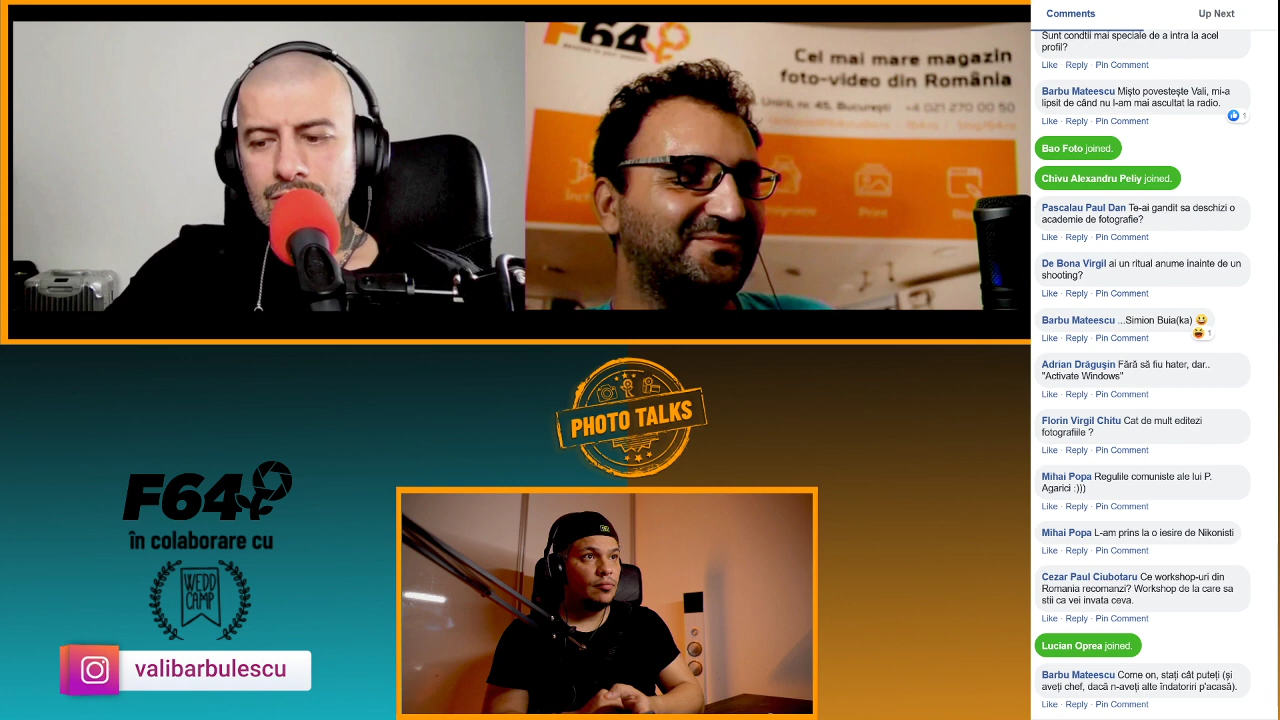 F64
Cel mai mare magazin
foto-video din România
Unirii, nr. 45, București +4 021 270 00 50
Print
PHOTO TALKS
F64
în colaborare cu
WEDD
CAMP
valibarbulescu
Comments
Up Next
Sunt condtii mai speciale de a intra la acel
profil?
Like · Reply · Pin Comment
Barbu Mateescu Mișto povestește Vali, mi-a
lipsit de când nu l-am mai ascultat la radio.
1
Like · Reply · Pin Comment
Bao Foto joined.
Chivu Alexandru Peliy joined.
Pascalau Paul Dan Te-ai gandit sa deschizi o
academie de fotografie?
Like · Reply · Pin Comment
De Bona Virgil ai un ritual anume inainte de un
shooting?
Like · Reply · Pin Comment
Barbu Mateescu ...Simion Buia(ka) 😀
1
Like · Reply · Pin Comment
Adrian Drăgușin Fără să fiu hater, dar..
"Activate Windows"
Like · Reply · Pin Comment
Florin Virgil Chitu Cat de mult editezi
fotografiile ?
Like · Reply · Pin Comment
Mihai Popa Regulile comuniste ale lui P.
Agarici :)))
Like · Reply · Pin Comment
Mihai Popa L-am prins la o iesire de Nikonisti
Like · Reply · Pin Comment
Cezar Paul Ciubotaru Ce workshop-uri din
Romania recomanzi? Workshop de la care sa
stii ca vei invata ceva.
Like · Reply · Pin Comment
Lucian Oprea joined.
Barbu Mateescu Come on, stați cât puteți (și
aveți chef, dacă n-aveți alte îndatoriri p'acasă).
Like · Reply · Pin Comment